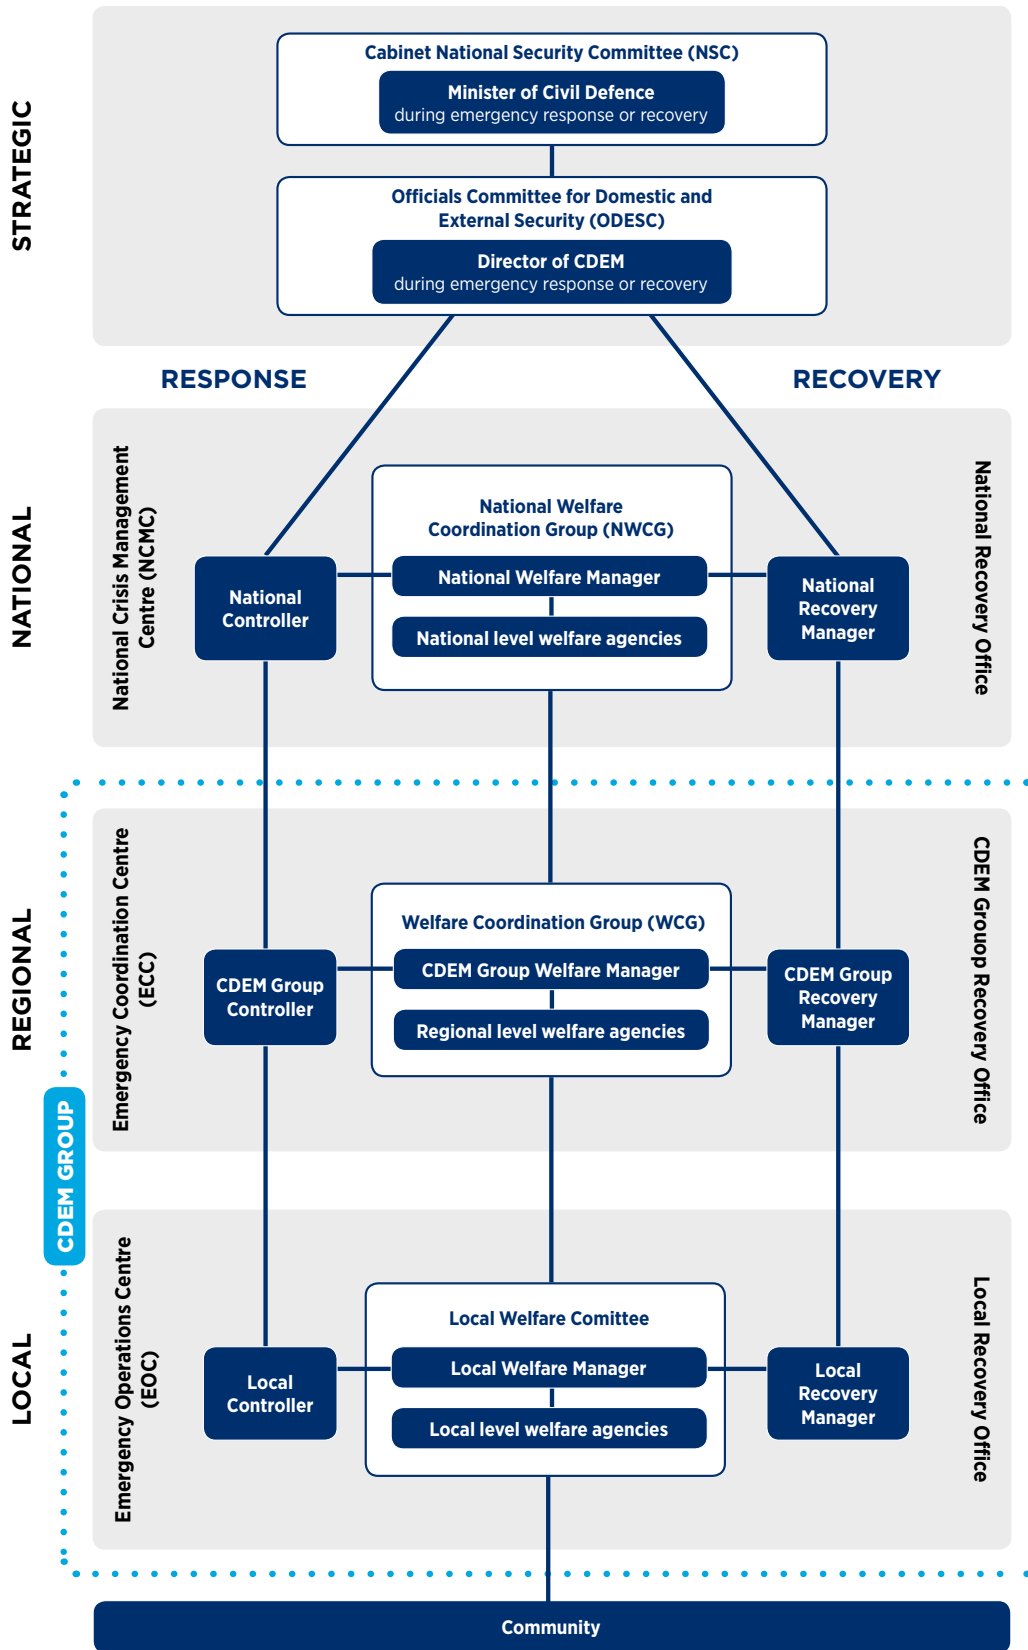 STRATEGIC
Cabinet National Security Committee (NSC)
Minister of Civil Defence
during emergency response or recovery
Officials Committee for Domestic and
External Security (ODESC)
Director of CDEM
during emergency response or recovery
RESPONSE
RECOVERY
NATIONAL
National Crisis Management
Centre (NCMC)
National Welfare
Coordination Group (NWCG)
National Controller
National Welfare Manager
National level welfare agencies
National
Recovery
Manager
National Recovery Office
CDEM GROUP
REGIONAL
Emergency Coordination Centre
(ECC)
Welfare Coordination Group (WCG)
CDEM Group
Controller
CDEM Group Welfare Manager
Regional level welfare agencies
CDEM Group
Recovery
Manager
CDEM Grouop Recovery Office
LOCAL
Emergency Operations Centre
(EOC)
Local Welfare Comittee
Local
Controller
Local Welfare Manager
Local level welfare agencies
Local
Recovery
Manager
Local Recovery Office
Community